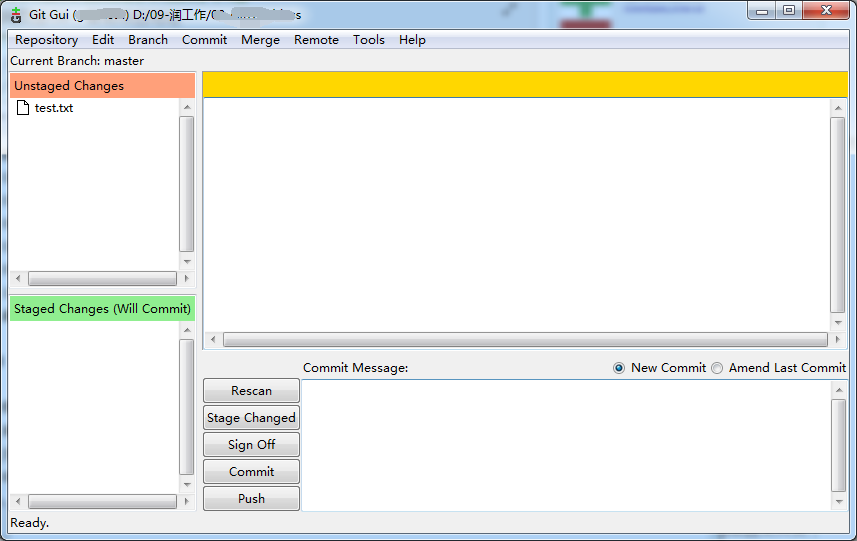 Git Gui ( ) D:/09-润工作/0
Repository Edit Branch Commit Merge Remote Tools Help
Current Branch: master
Unstaged Changes
test.txt
Staged Changes (Will Commit)
Commit Message: New Commit Amend Last Commit
Rescan
Stage Changed
Sign Off
Commit
Push
Ready.